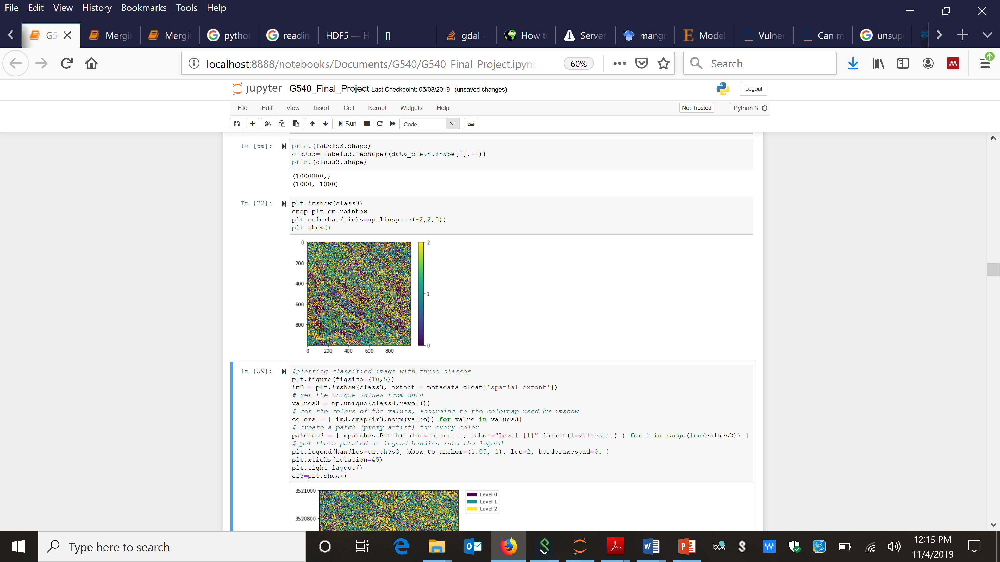 File Edit View History Bookmarks Tools Help
G5 Mergi Mergi pytho readin HDF5 — H [] gdal - How t Server mang Model Vulner Can m unsup
localhost:8888/notebooks/Documents/G540/G540_Final_Project.ipynb 60% Search
jupyter G540_Final_Project Last Checkpoint: 05/03/2019 (unsaved changes) Logout
File Edit View Insert Cell Kernel Widgets Help Not Trusted Python 3
Run Code
In [66]: print(labels3.shape)
class3= labels3.reshape((data_clean.shape[1],-1))
print(class3.shape)
(1000000,)
(1000, 1000)
In [72]: plt.imshow(class3)
cmap=plt.cm.rainbow
plt.colorbar(ticks=np.linspace(-2,2,5))
plt.show()
0 2
200
400
1
600
800
0
0 200 400 600 800
In [59]: #plotting classified image with three classes
plt.figure(figsize=(10,5))
im3 = plt.imshow(class3, extent = metadata_clean['spatial extent'])
# get the unique values from data
values3 = np.unique(class3.ravel())
# get the colors of the values, according to the colormap used by imshow
colors = [ im3.cmap(im3.norm(value)) for value in values3]
# create a patch (proxy artist) for every color
patches3 = [ mpatches.Patch(color=colors[i], label="Level {l}".format(l=values[i]) ) for i in range(len(values3)) ]
# put those patched as legend-handles into the legend
plt.legend(handles=patches3, bbox_to_anchor=(1.05, 1), loc=2, borderaxespad=0. )
plt.xticks(rotation=45)
plt.tight_layout()
cl3=plt.show()
3521000 Level 0
Level 1
Level 2
3520800
Type here to search box 12:15 PM
11/4/2019